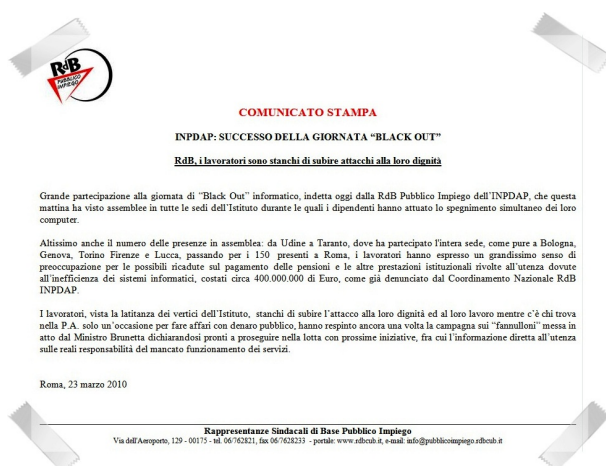 RdB
PUBBLICO
IMPIEGO
COMUNICATO STAMPA
INPDAP: SUCCESSO DELLA GIORNATA “BLACK OUT”
RdB, i lavoratori sono stanchi di subire attacchi alla loro dignità
Grande partecipazione alla giornata di “Black Out” informatico, indetta oggi dalla RdB Pubblico Impiego dell’INPDAP, che questa
mattina ha visto assemblee in tutte le sedi dell’Istituto durante le quali i dipendenti hanno attuato lo spegnimento simultaneo dei loro
computer.
Altissimo anche il numero delle presenze in assemblea: da Udine a Taranto, dove ha partecipato l'intera sede, come pure a Bologna,
Genova, Torino Firenze e Lucca, passando per i 150 presenti a Roma, i lavoratori hanno espresso un grandissimo senso di
preoccupazione per le possibili ricadute sul pagamento delle pensioni e le altre prestazioni istituzionali rivolte all’utenza dovute
all’inefficienza dei sistemi informatici, costati circa 400.000.000 di Euro, come già denunciato dal Coordinamento Nazionale RdB
INPDAP.
I lavoratori, vista la latitanza dei vertici dell’Istituto, stanchi di subire l’attacco alla loro dignità ed al loro lavoro mentre c’è chi trova
nella P.A. solo un’occasione per fare affari con denaro pubblico, hanno respinto ancora una volta la campagna sui “fannulloni” messa in
atto dal Ministro Brunetta dichiarandosi pronti a proseguire nella lotta con prossime iniziative, fra cui l’informazione diretta all’utenza
sulle reali responsabilità del mancato funzionamento dei servizi.
Roma, 23 marzo 2010
Rappresentanze Sindacali di Base Pubblico Impiego
Via dell'Aeroporto, 129 - 00175 - tel. 06/762821, fax 06/7628233 - portale: www.rdbcub.it, e-mail: info@pubblicoimpiego.rdbcub.it